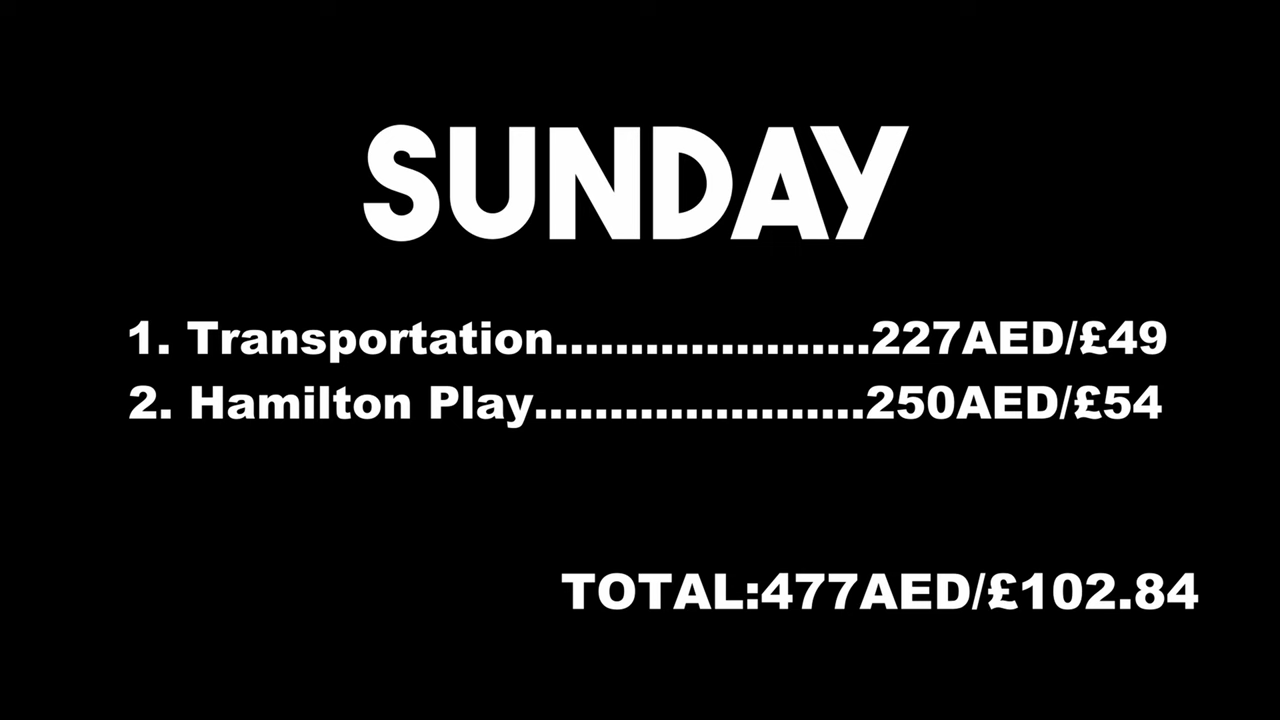 SUNDAY
1. Transportation.....................227AED/£49
2. Hamilton Play......................250AED/£54
TOTAL:477AED/£102.84